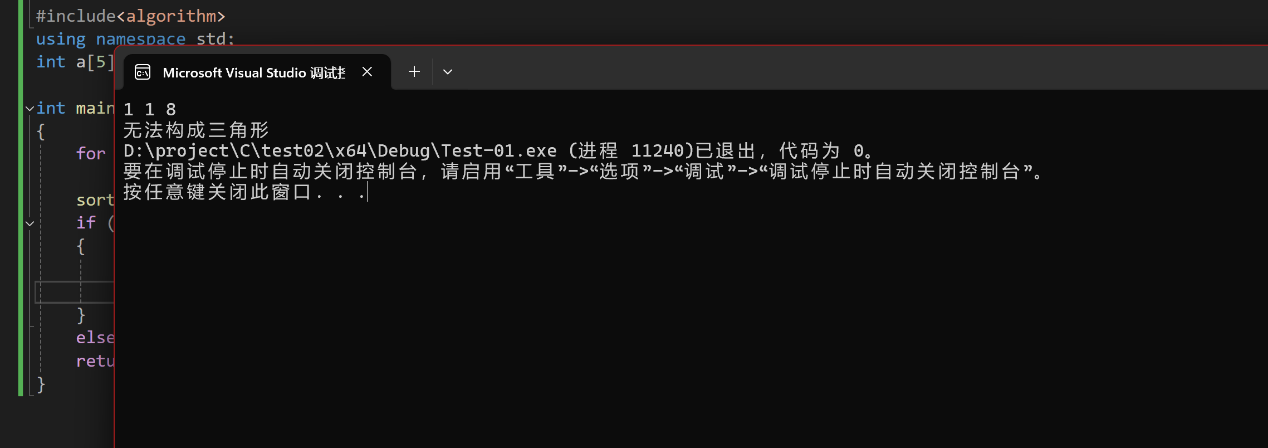 #include<algorithm>
using namespace std;
int a[5]
Microsoft Visual Studio 调试控
int main
{
for
sort
if (
{
}
else
retu
}
1 1 8
无法构成三角形
D:\project\C\test02\x64\Debug\Test-01.exe (进程 11240)已退出，代码为 0。
要在调试停止时自动关闭控制台，请启用“工具”->“选项”->“调试”->“调试停止时自动关闭控制台”。
按任意键关闭此窗口. . .